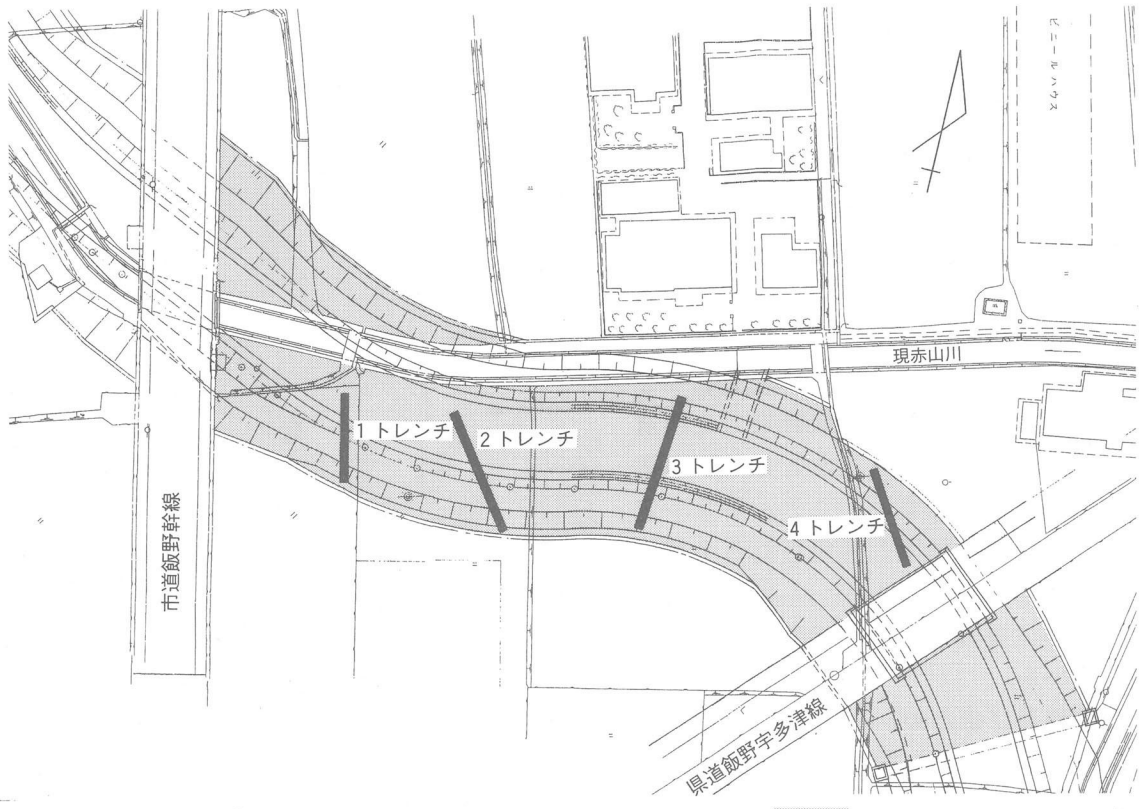 ビニールハウス
現赤山川
1トレンチ
2トレンチ
3トレンチ
4トレンチ
市道飯野幹線
県道飯野宇多津線